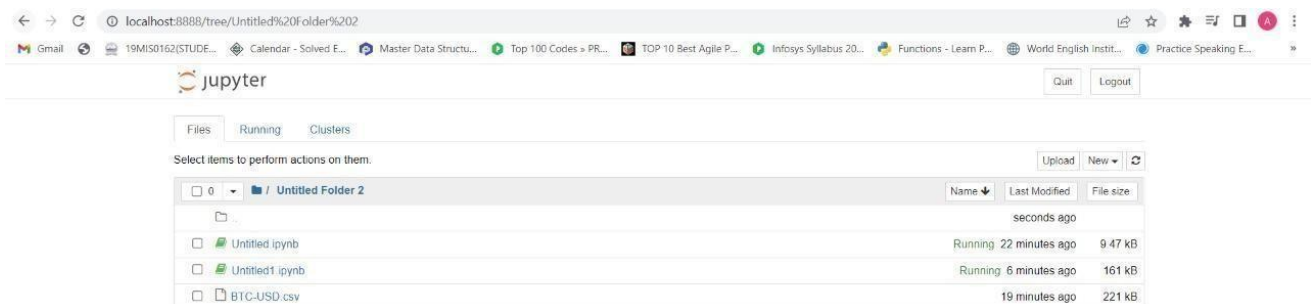 localhost:8888/tree/Untitled%20Folder%202
A
Gmail 19MIS0162(STUDE... Calendar - Solved E... Master Data Structu... Top 100 Codes » PR... TOP 10 Best Agile P... Infosys Syllabus 20... Functions - Learn P... World English Instit... Practice Speaking E... »
jupyter Quit Logout
Files Running Clusters
Select items to perform actions on them. Upload New
0 / Untitled Folder 2 Name Last Modified File size
.. seconds ago
Untitled.ipynb Running 22 minutes ago 9.47 kB
Untitled1.ipynb Running 6 minutes ago 161 kB
BTC-USD.csv 19 minutes ago 221 kB